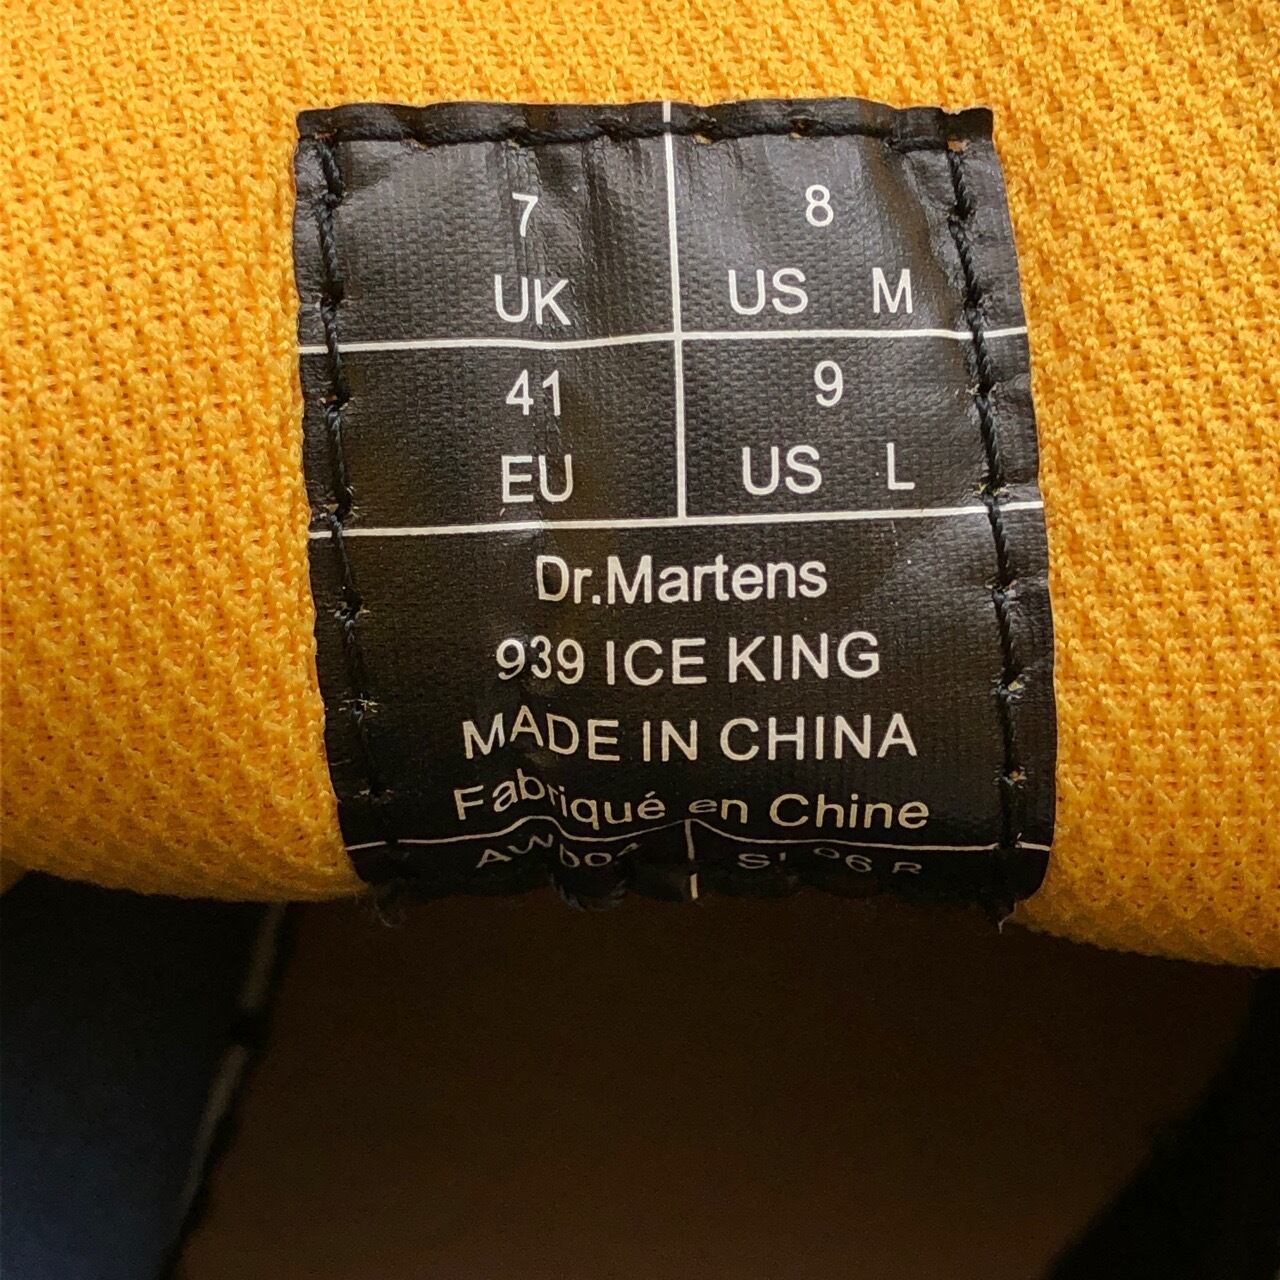 7 8
UK US M
41 9
EU US L
Dr.Martens
939 ICE KING
MADE IN CHINA
Fabriqué en Chine